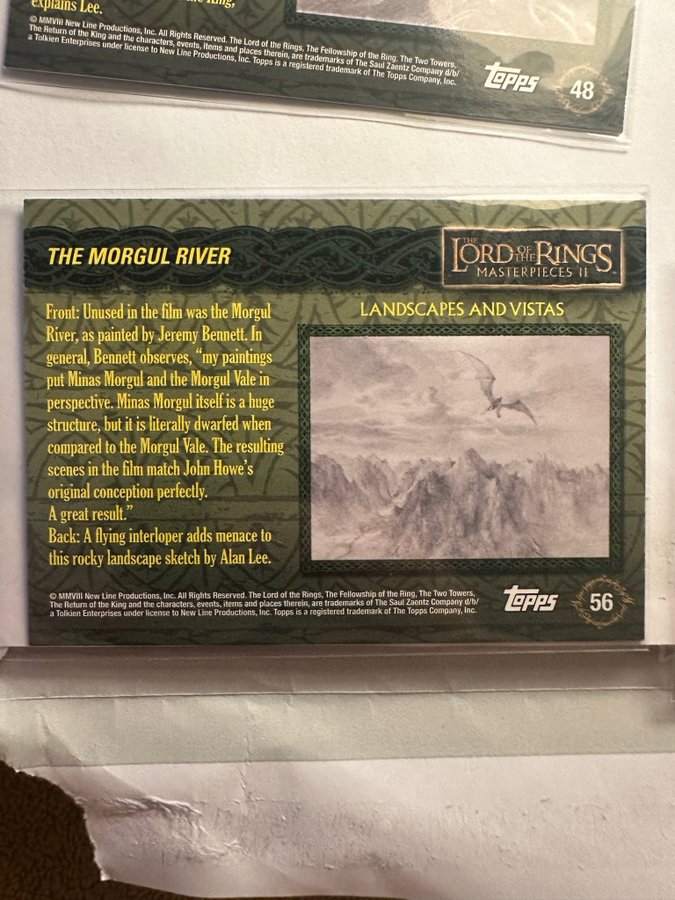 explains Lee.
King,
© MMVIII New Line Productions, Inc. All Rights Reserved. The Lord of the Rings, The Fellowship of the Ring, The Two Towers,
The Return of the King and the characters, events, items and places therein, are trademarks of The Saul Zaentz Company d/b/
a Tolkien Enterprises under license to New Line Productions, Inc. Topps is a registered trademark of The Topps Company, Inc.
Topps
48
THE MORGUL RIVER
THE
LORD OF THE RINGS
MASTERPIECES II
LANDSCAPES AND VISTAS
Front: Unused in the film was the Morgul
River, as painted by Jeremy Bennett. In
general, Bennett observes, “my paintings
put Minas Morgul and the Morgul Vale in
perspective. Minas Morgul itself is a huge
structure, but it is literally dwarfed when
compared to the Morgul Vale. The resulting
scenes in the film match John Howe’s
original conception perfectly.
A great result.”
Back: A flying interloper adds menace to
this rocky landscape sketch by Alan Lee.
© MMVIII New Line Productions, Inc. All Rights Reserved. The Lord of the Rings, The Fellowship of the Ring, The Two Towers,
The Return of the King and the characters, events, items and places therein, are trademarks of The Saul Zaentz Company d/b/
a Tolkien Enterprises under license to New Line Productions, Inc. Topps is a registered trademark of The Topps Company, Inc.
Topps
56